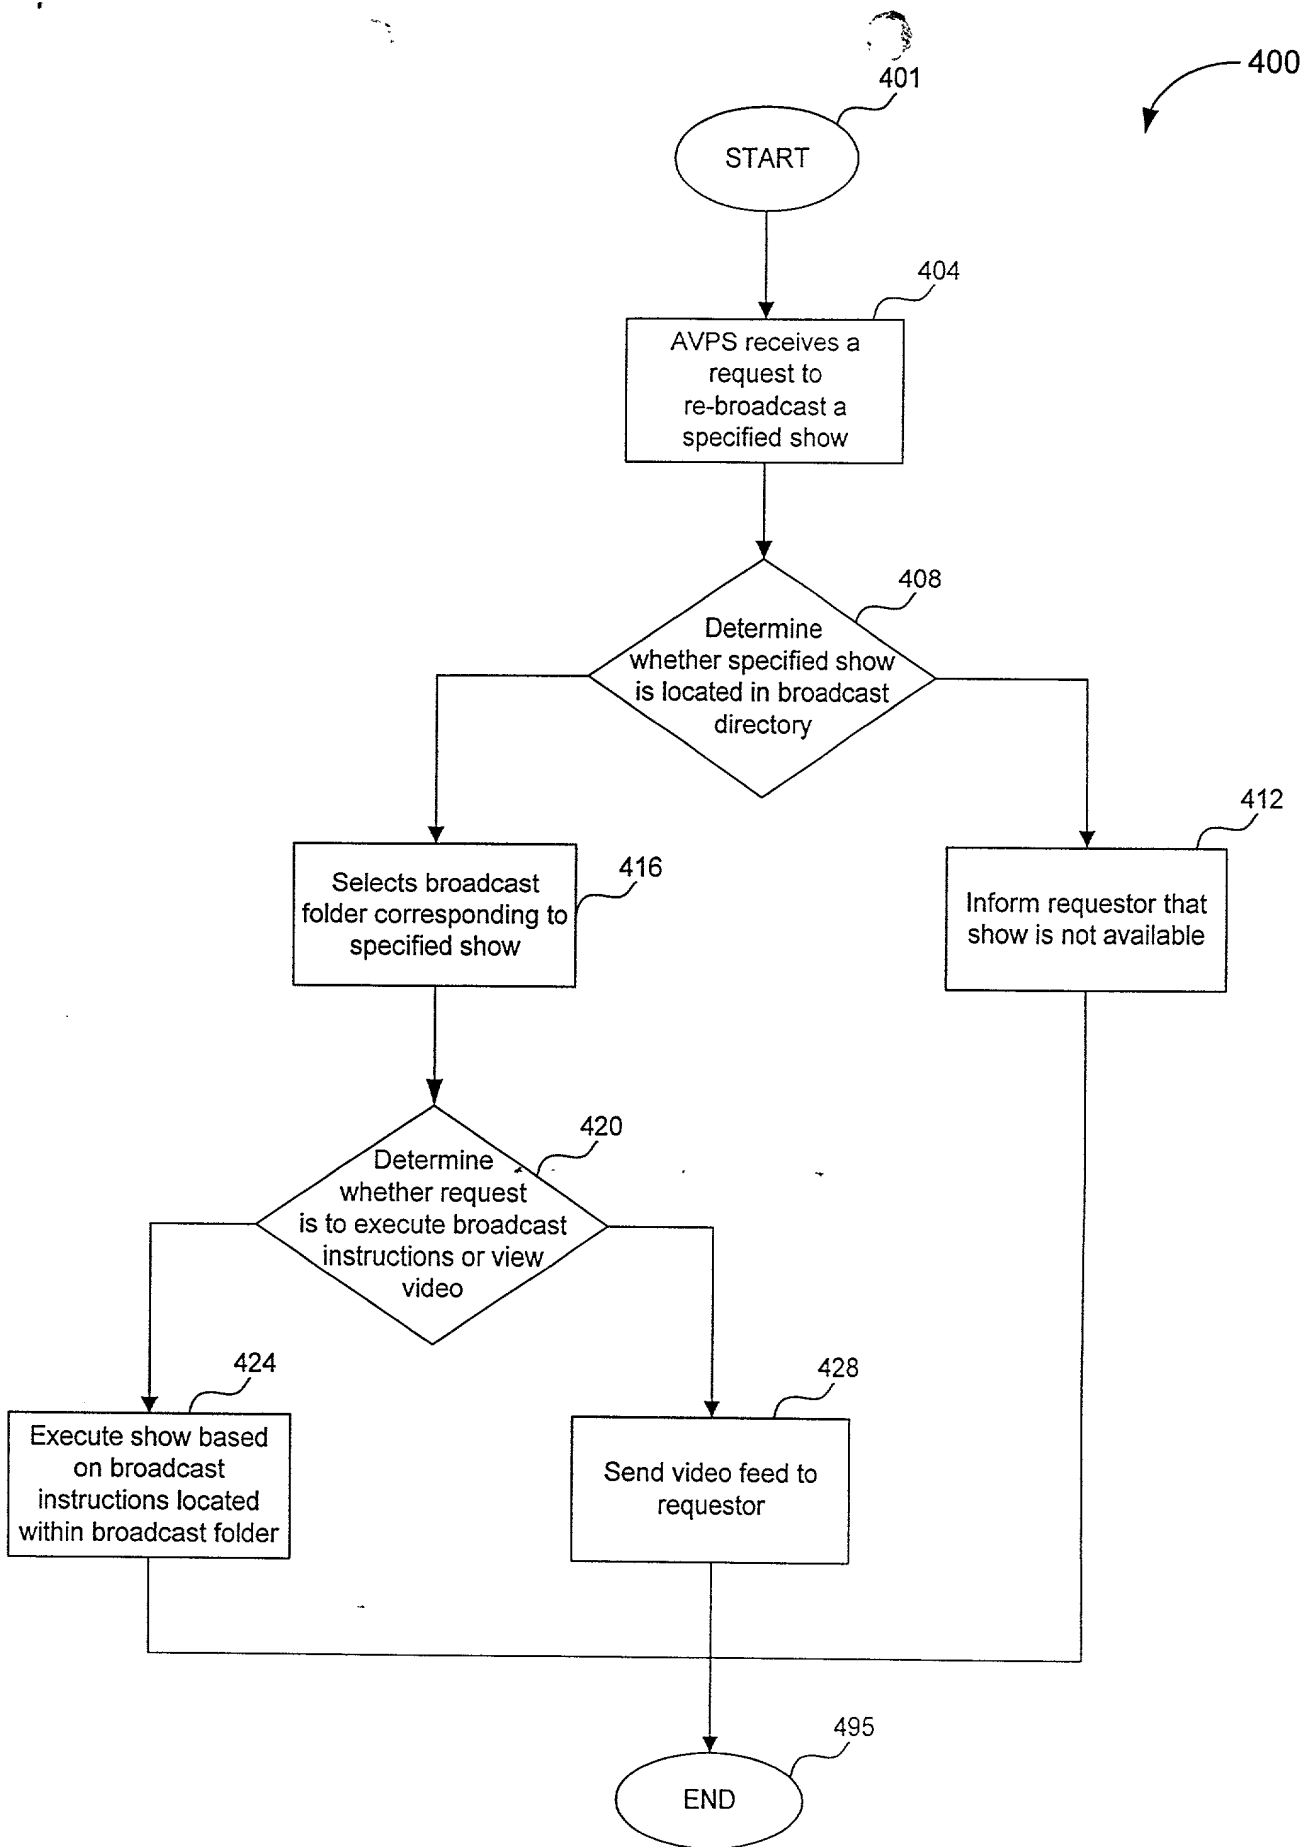 400
401
START
404
AVPS receives a
request to
re-broadcast a
specified show
408
Determine
whether specified show
is located in broadcast
directory
412
Inform requestor that
show is not available
416
Selects broadcast
folder corresponding to
specified show
420
Determine
whether request
is to execute broadcast
instructions or view
video
424
Execute show based
on broadcast
instructions located
within broadcast folder
428
Send video feed to
requestor
495
END